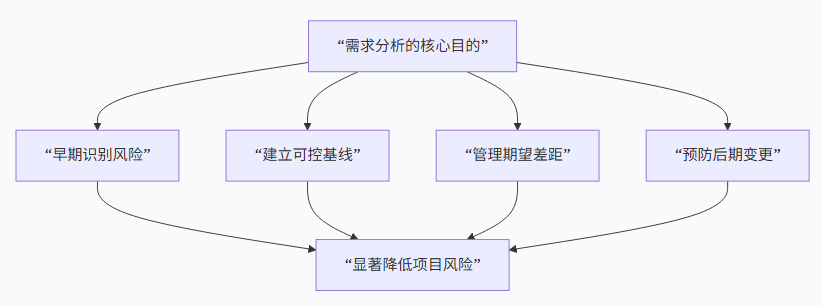 “需求分析的核心目的”
“早期识别风险”
“建立可控基线”
“管理期望差距”
“预防后期变更”
“显著降低项目风险”